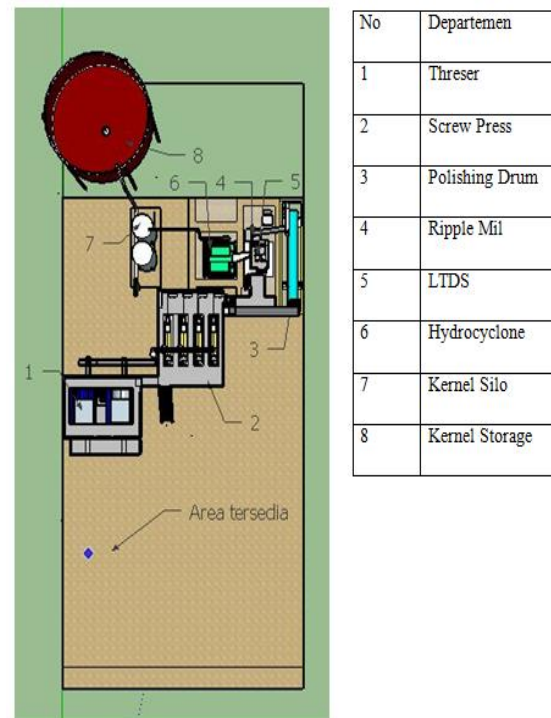 8
6
4
5
7
3
1
2
Area tersedia
No Departemen
1 Threser
2 Screw Press
3 Polishing Drum
4 Ripple Mil
5 LTDS
6 Hydrocyclone
7 Kernel Silo
8 Kernel Storage